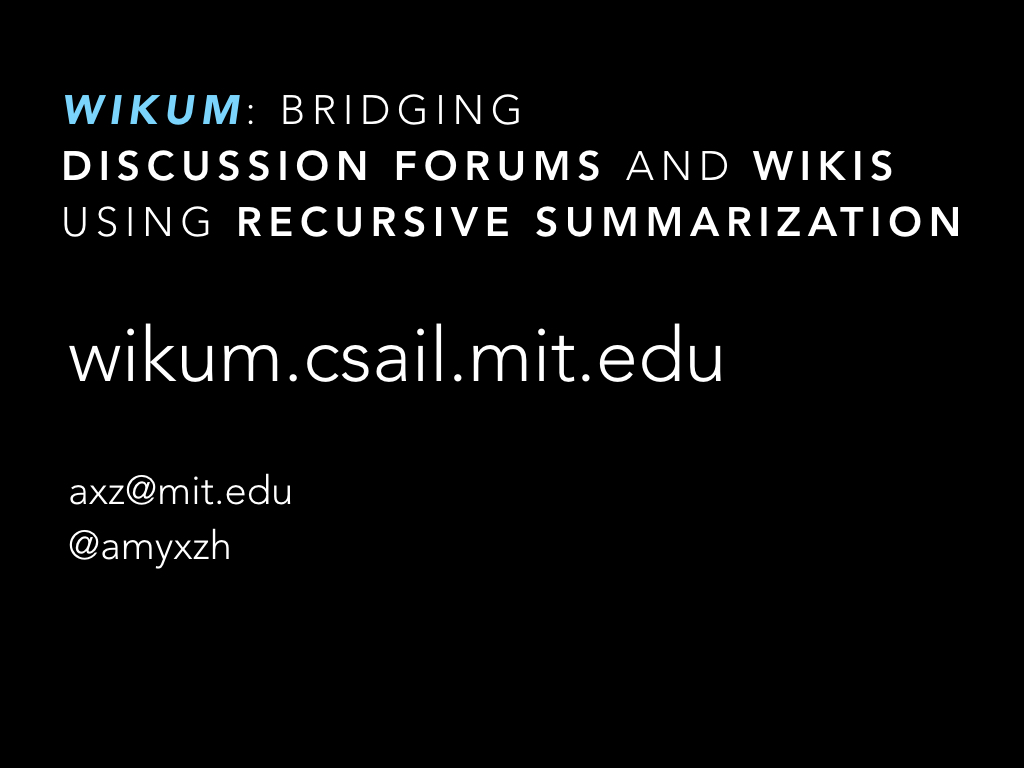 WIKUM: BRIDGING
DISCUSSION FORUMS AND WIKIS
USING RECURSIVE SUMMARIZATION
wikum.csail.mit.edu
axz@mit.edu
@amyxzh